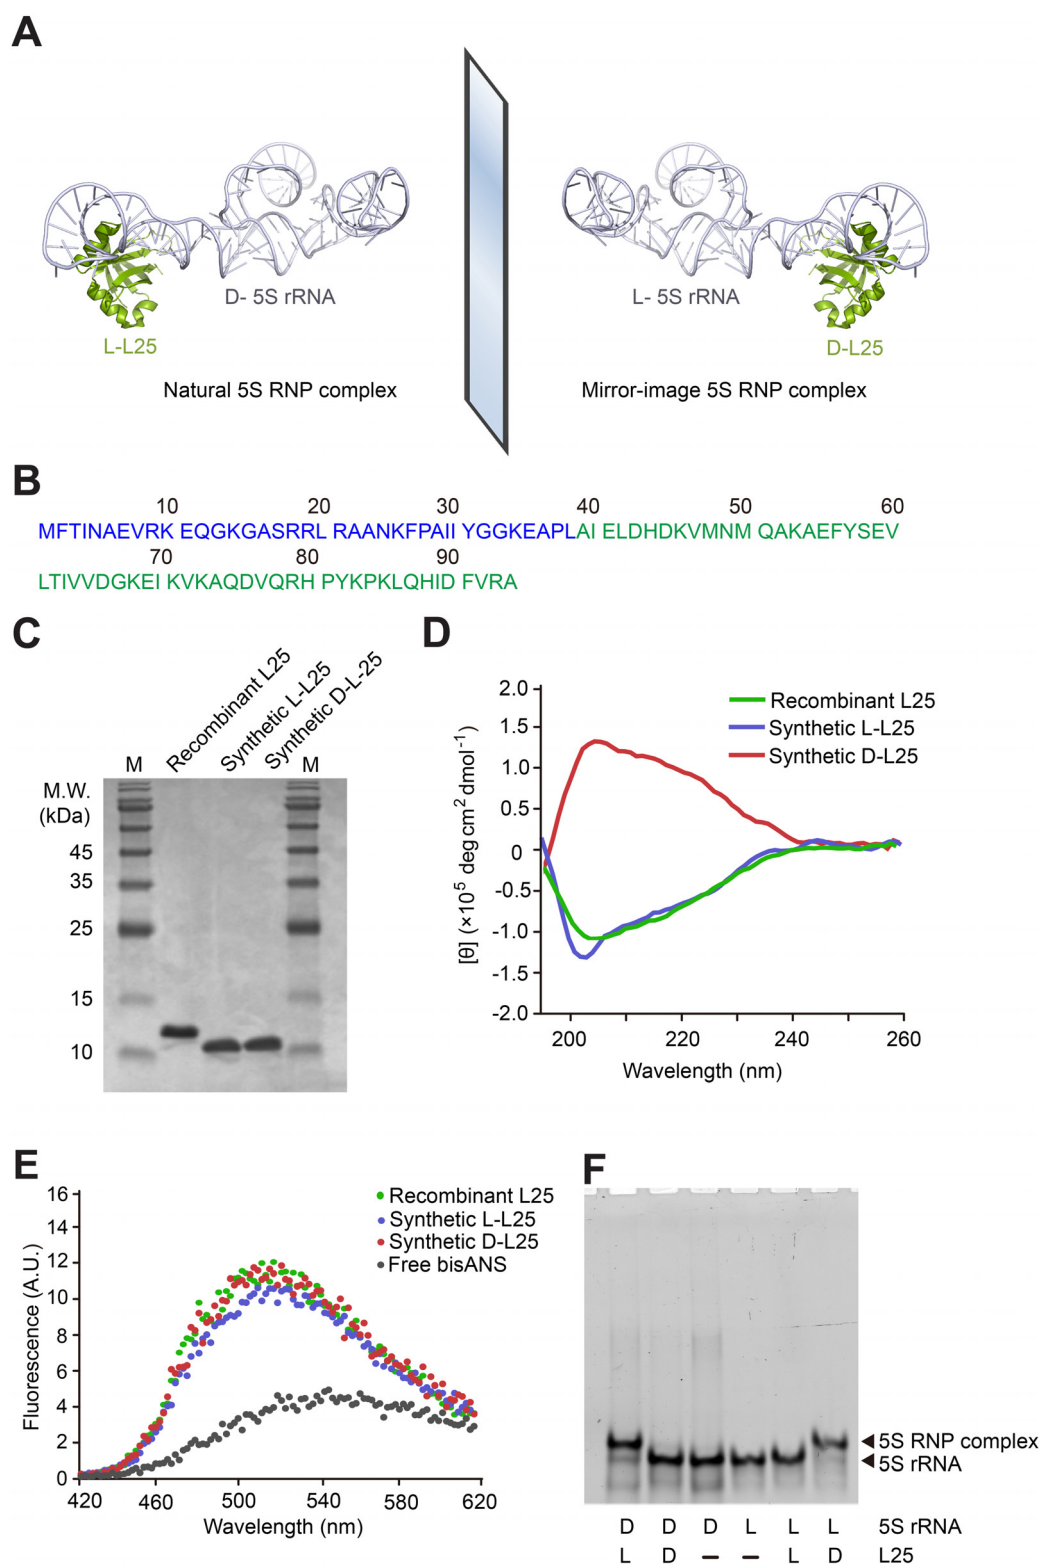 A
D- 5S rRNA
L- 5S rRNA
L-L25
D-L25
Natural 5S RNP complex
Mirror-image 5S RNP complex
B
10 20 30 40 50 60
MFTINAEVRK EQGKGASRRL RAANKFPAII YGGKEAPLAI ELDHDKVMNM QAKAEFYSEV
70 80 90
LTIVVDGKEI KVKAQDVQRH PYKPKLQHID FVRA
C
Recombinant L25
Synthetic L-L25
Synthetic D-L-25
M
M
M.W.
(kDa)
45
35
25
15
10
D
2.0
1.5
1.0
0.5
0
-0.5
-1.0
-1.5
-2.0
[θ] (×10⁵ deg cm² dmol⁻¹)
Recombinant L25
Synthetic L-L25
Synthetic D-L25
200 220 240 260
Wavelength (nm)
E
16
14
12
10
8
6
4
2
0
Fluorescence (A.U.)
Recombinant L25
Synthetic L-L25
Synthetic D-L25
Free bisANS
420 460 500 540 580 620
Wavelength (nm)
F
5S RNP complex
5S rRNA
D D D L L L 5S rRNA
L D – – L D L25